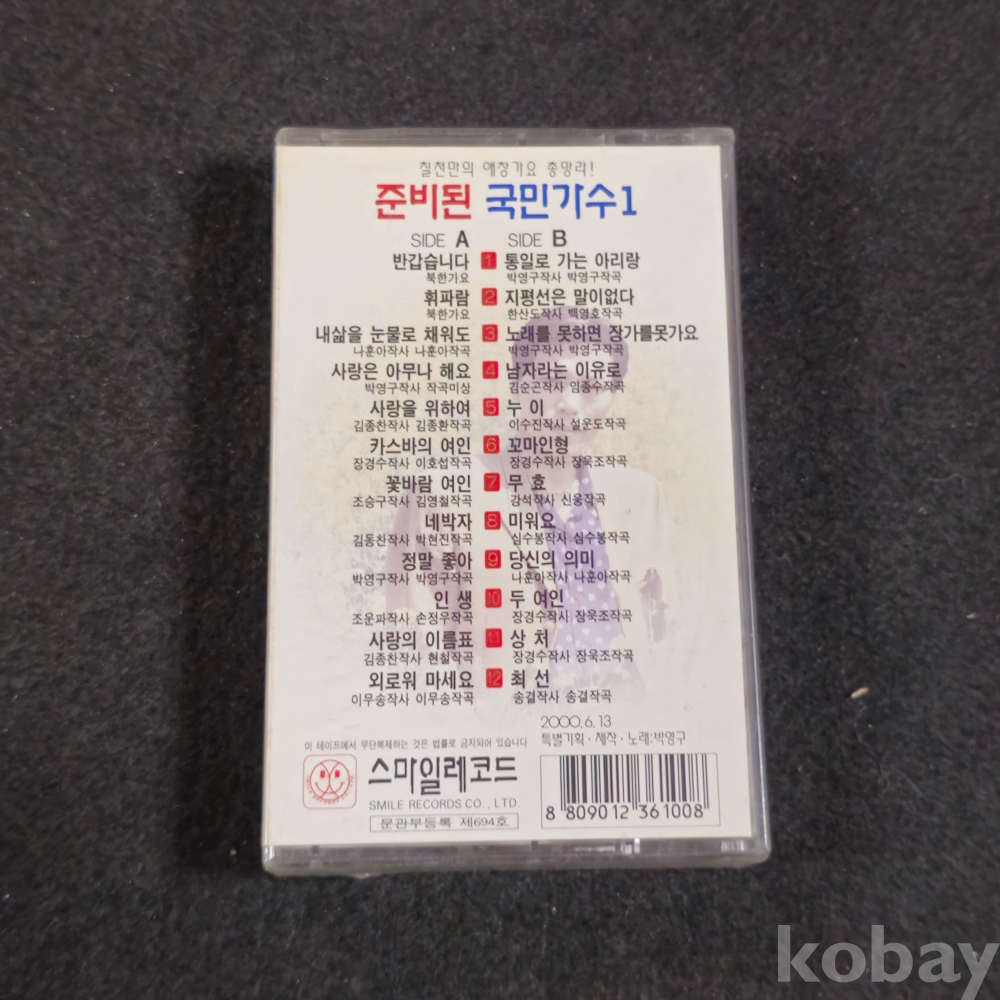 칠천만의 애창가요 총망라!
준비된 국민가수1
SIDE A SIDE B
반갑습니다 1 통일로 가는 아리랑
북한가요 박영구작사 박영구작곡
휘파람 2 지평선은 말이없다
북한가요 한산도작사 백영호작곡
내삶을 눈물로 채워도 3 노래를 못하면 장가를못가요
나훈아작사 나훈아작곡 박영구작사 박영구작곡
사랑은 아무나 해요 4 남자라는 이유로
박영구작사 작곡미상 김순곤작사 임종수작곡
사랑을 위하여 5 누 이
김종찬작사 김종환작곡 이수진작사 설운도작곡
카스바의 여인 6 꼬마인형
장경수작사 이호섭작곡 장경수작사 장욱조작곡
꽃바람 여인 7 무 효
조승구작사 김영철작곡 강석작사 신웅작곡
네박자 8 미워요
김동찬작사 박현진작곡 심수봉작사 심수봉작곡
정말 좋아 9 당신의 의미
박영구작사 박영구작곡 나훈아작사 나훈아작곡
인 생 10 두 여인
조운파작사 손정우작곡 장경수작사 장욱조작곡
사랑의 이름표 11 상 처
김종찬작사 현철작곡 장경수작사 장욱조작곡
외로워 마세요 12 최 선
이무송작사 이무송작곡 송결작사 송결작곡
2000.6.13
이 테이프에서 무단복제하는 것은 법률로 금지되어 있습니다 특별기획·제작·노래:박영구
스마일레코드
SMILE RECORDS CO., LTD.
문관부등록 제694호
8 809012 361008
kobay